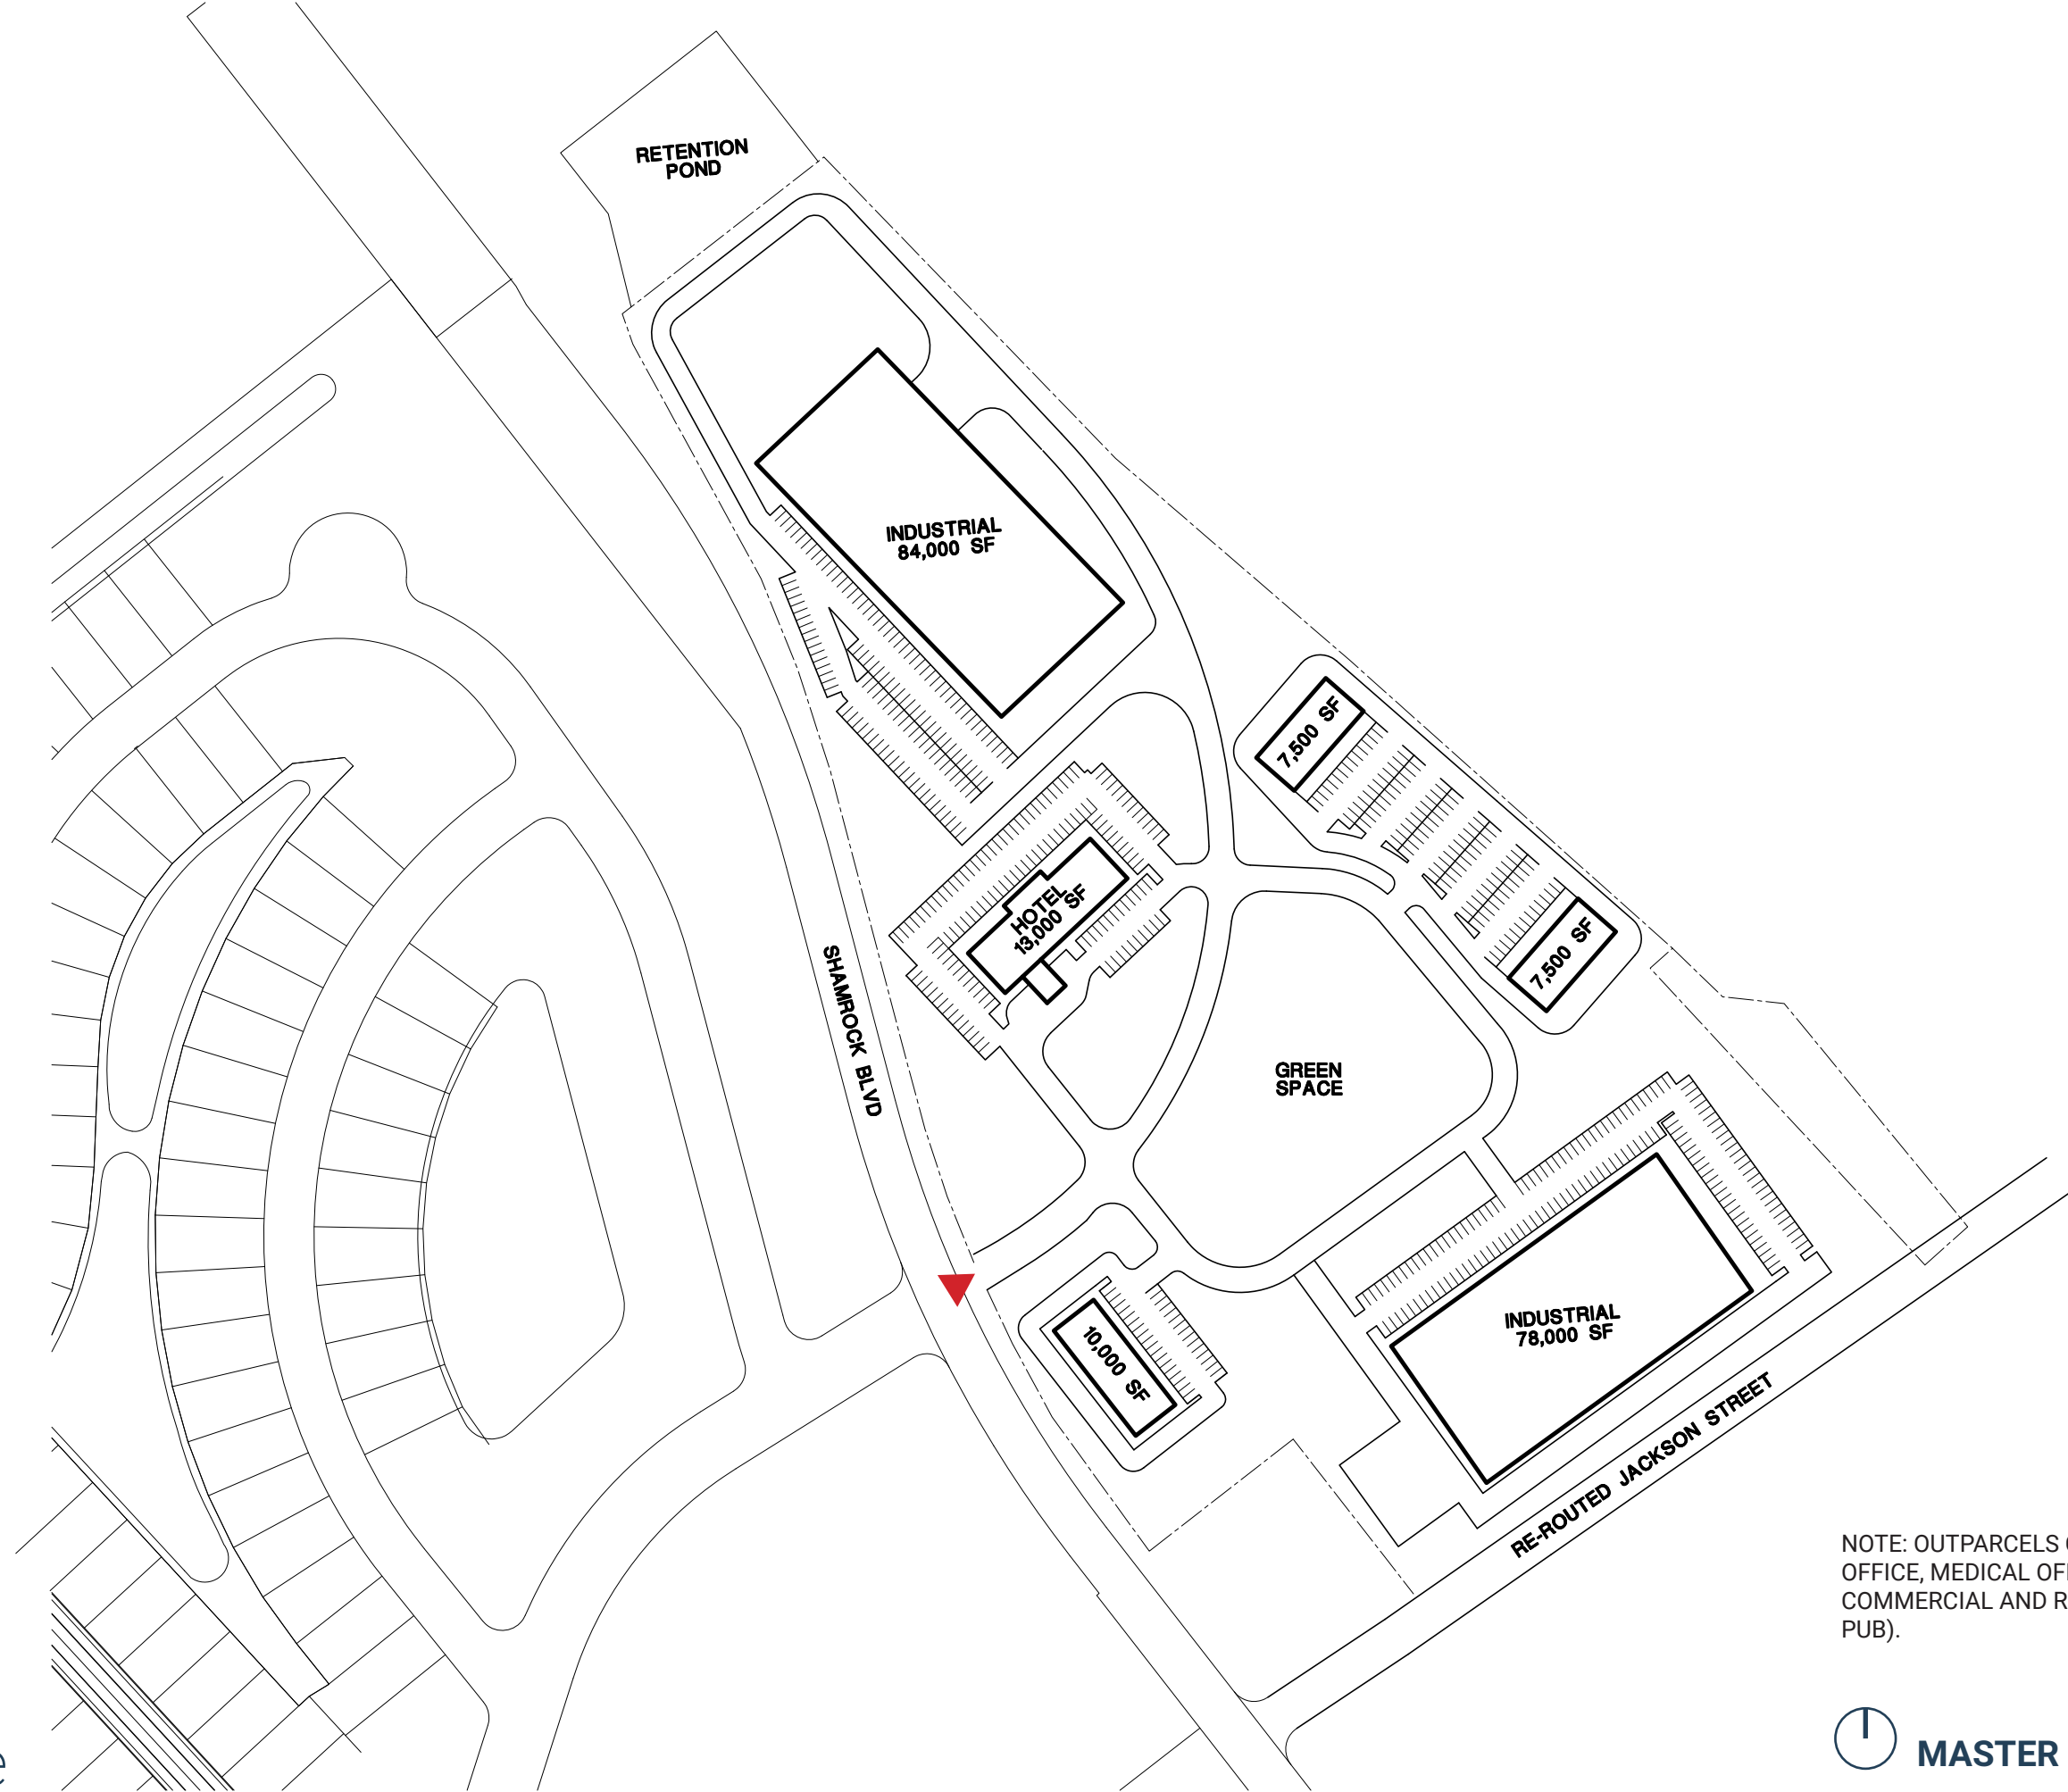 RETENTION
POND
INDUSTRIAL
84,000 SF
7,500 SF
HOTEL
13,000 SF
7,500 SF
SHAMROCK BLVD
GREEN
SPACE
10,000 SF
INDUSTRIAL
78,000 SF
RE-ROUTED JACKSON STREET
NOTE: OUTPARCELS
OFFICE, MEDICAL
COMMERCIAL AND
PUB).
MASTER